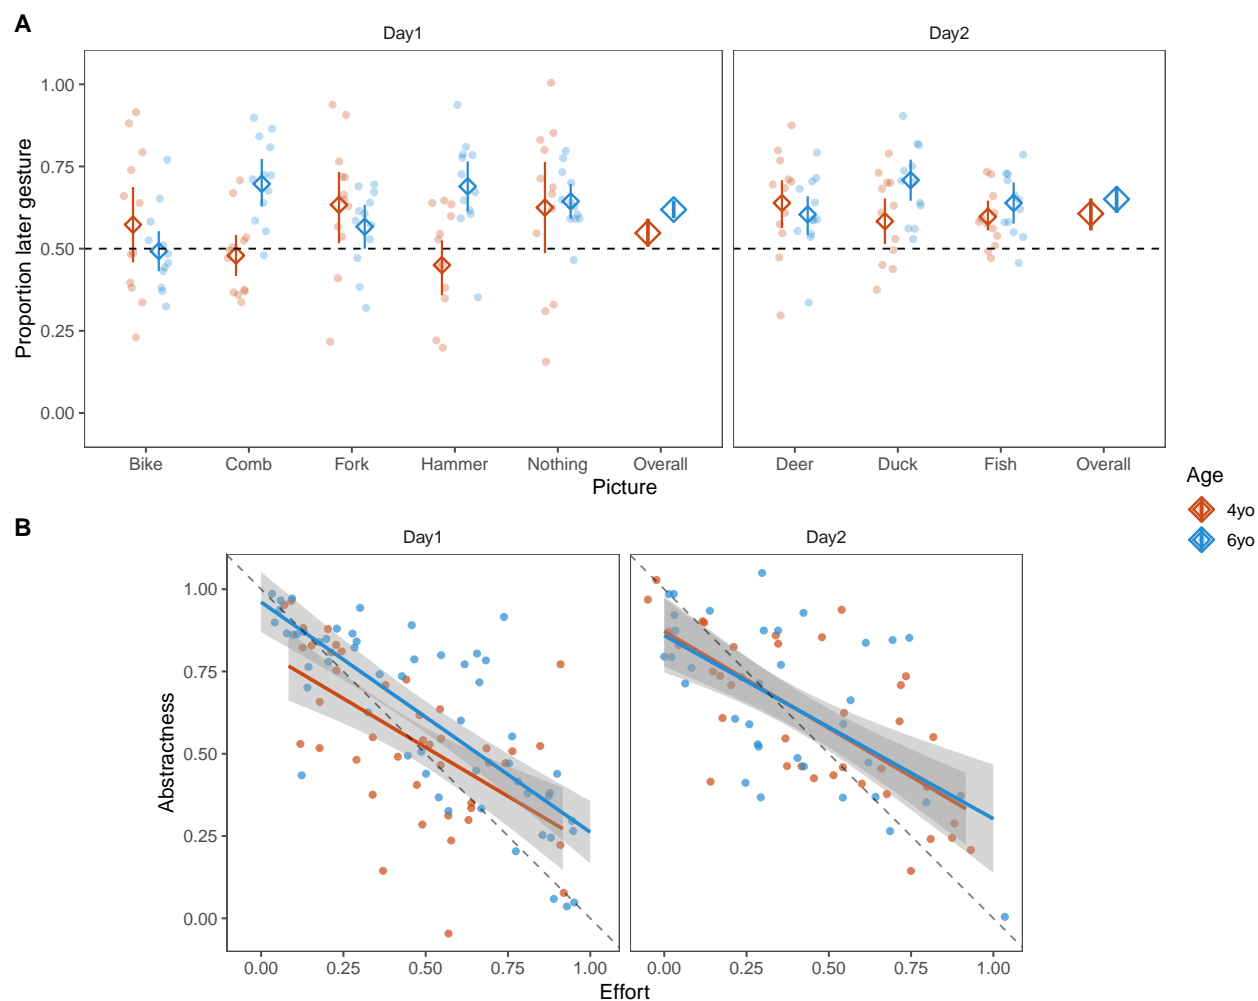 A
Day1
Day2
Proportion later gesture
1.00
0.75
0.50
0.25
0.00
Bike
Comb
Fork
Hammer
Nothing
Overall
Deer
Duck
Fish
Overall
Picture
Age
4yo
6yo
B
Day1
Day2
Abstractness
1.00
0.75
0.50
0.25
0.00
0.00
0.25
0.50
0.75
1.00
0.00
0.25
0.50
0.75
1.00
Effort